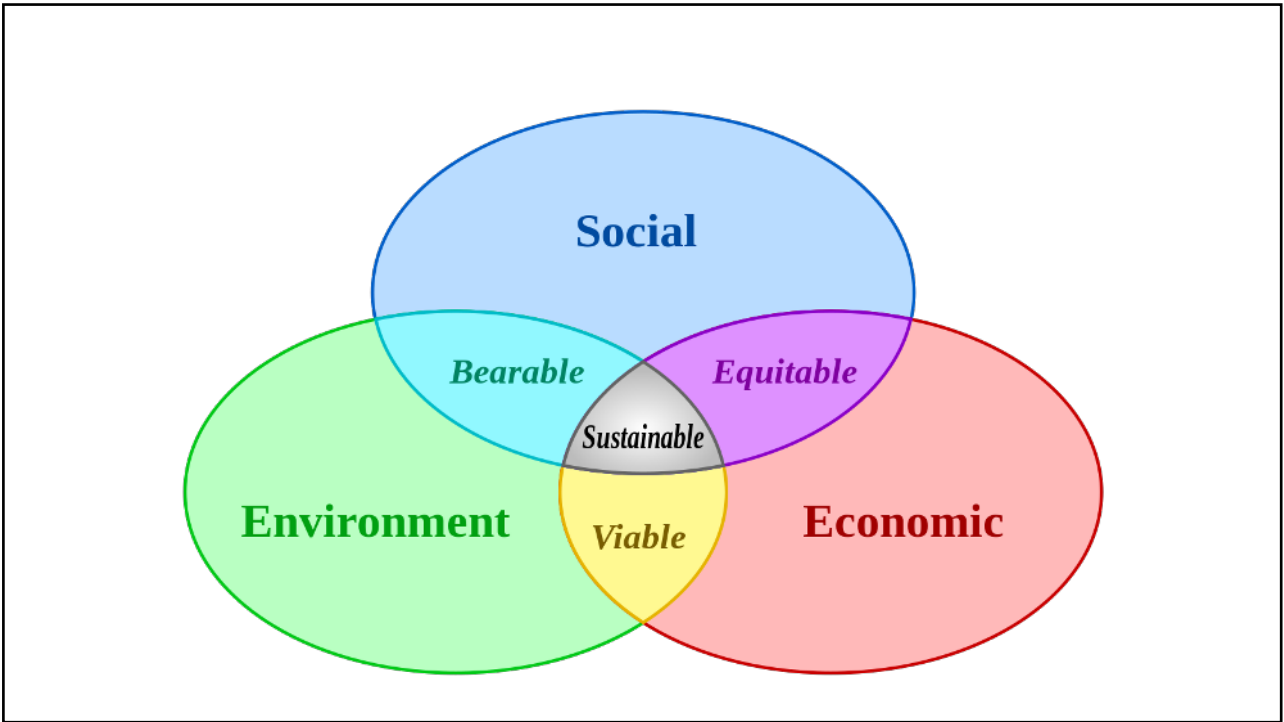 Social
Bearable
Equitable
Sustainable
Environment
Economic
Viable